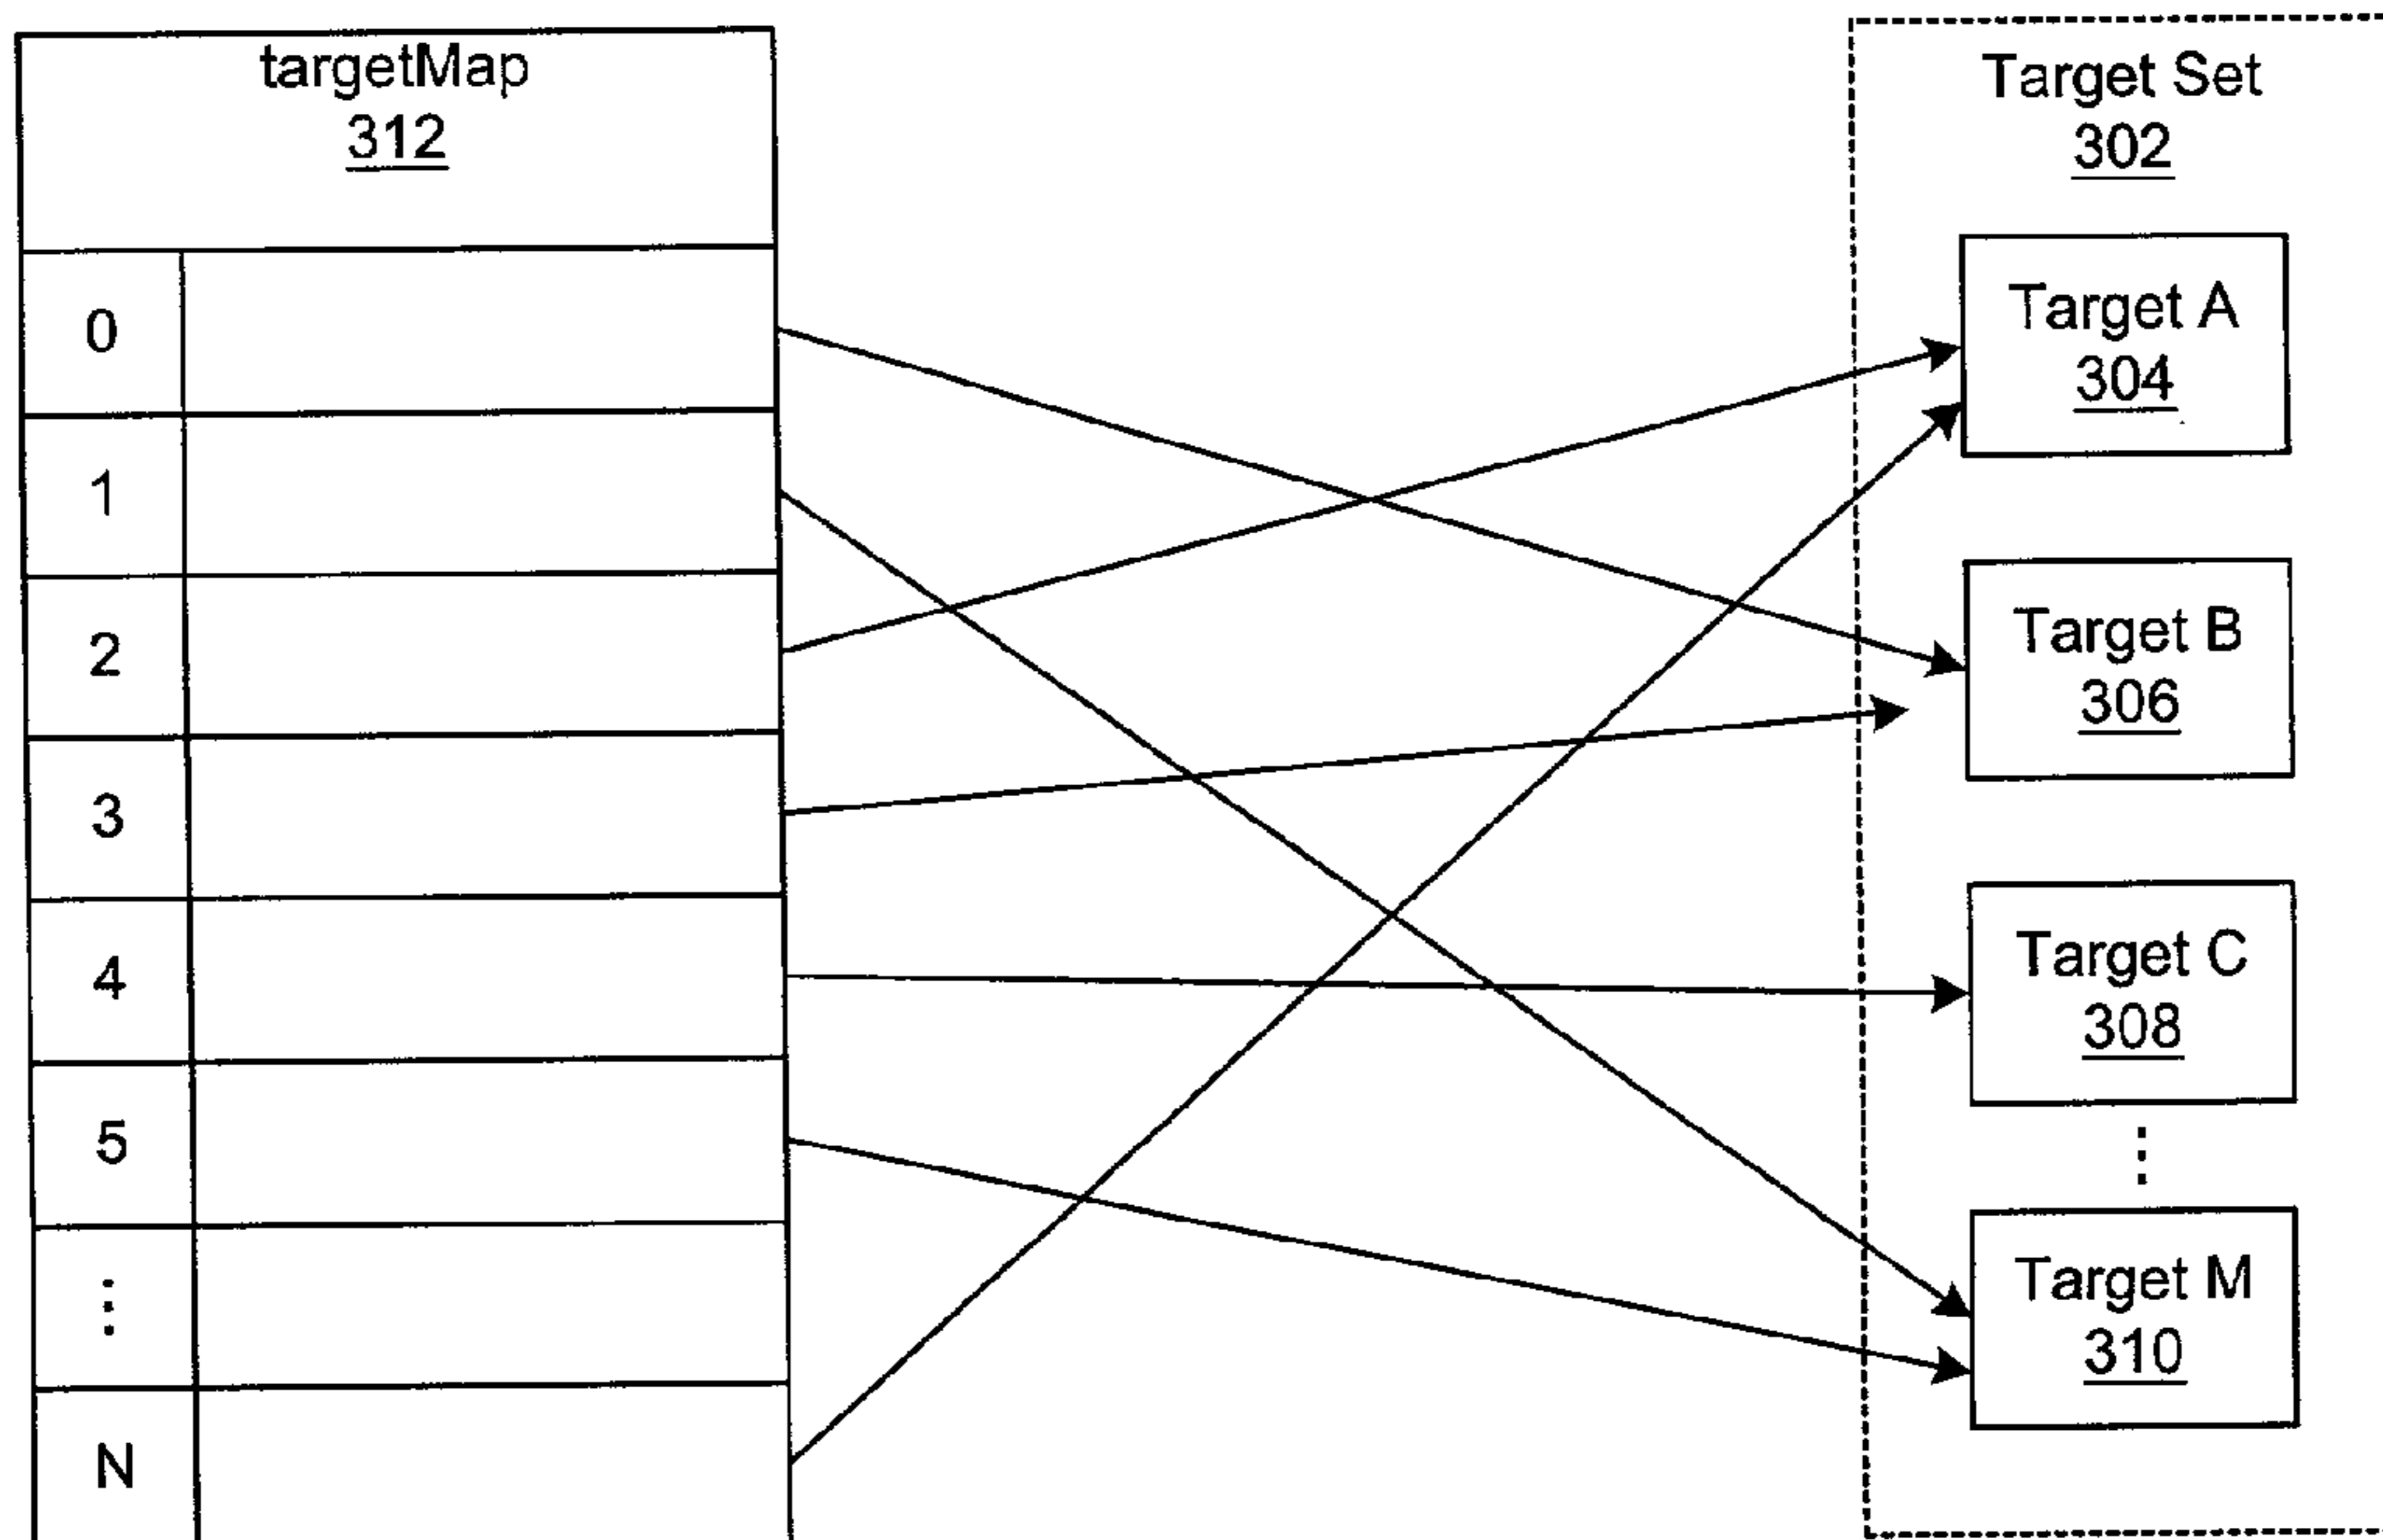 targetMap
312
0
1
2
3
4
5
⋮
N
Target Set
302
Target A
304
Target B
306
Target C
308
⋮
Target M
310